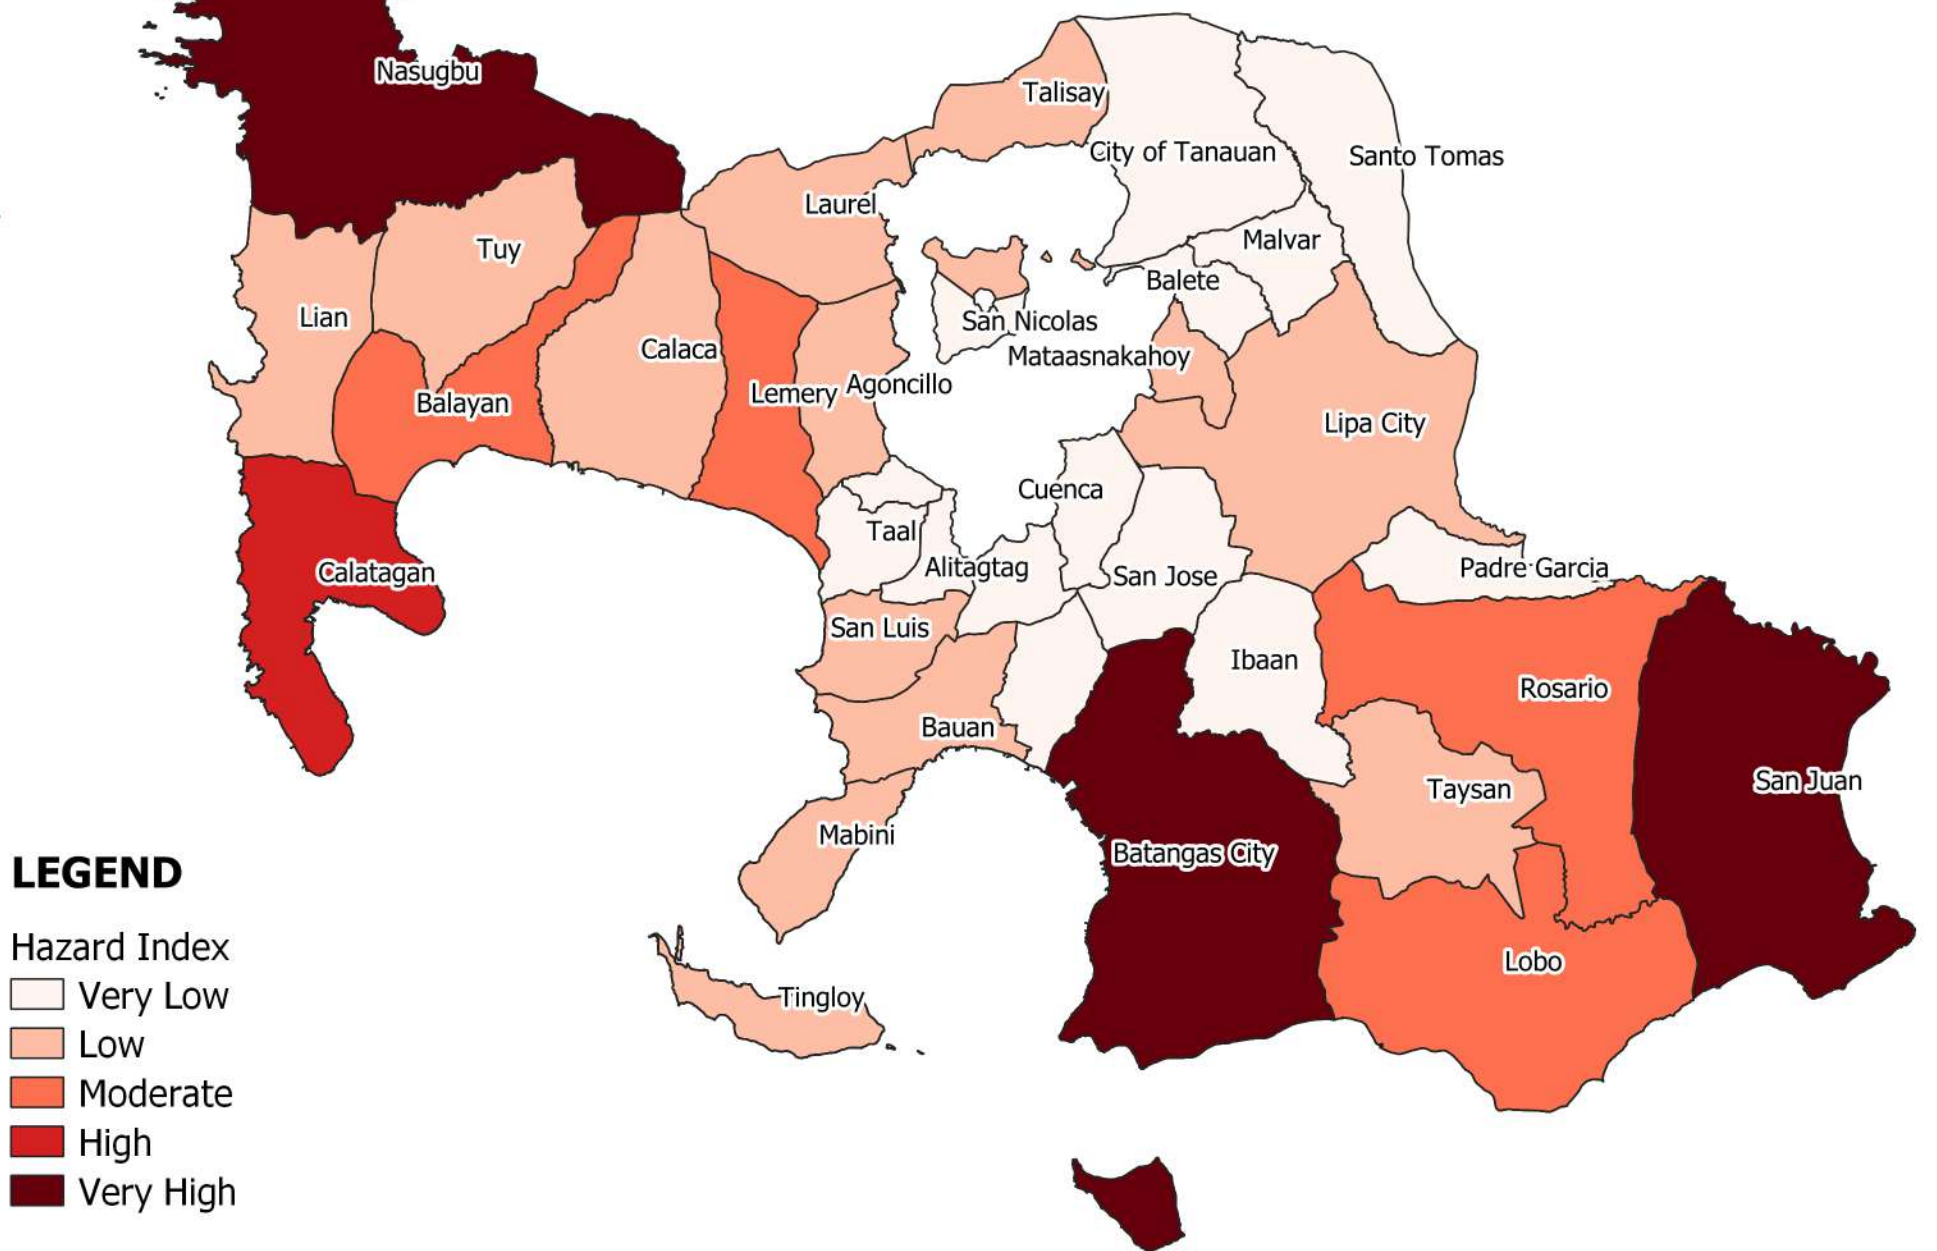 Nasugbu
Talisay
City of Tanauan
Santo Tomas
Laurel
Tuy
Malvar
Balete
Lian
San Nicolas
Calaca
Mataasnakahoy
Lemery
Agoncillo
Balayan
Lipa City
Cuenca
Taal
Alitagtag
Padre Garcia
Calatagan
San Jose
San Luis
Ibaan
Rosario
Bauan
San Juan
Taysan
Mabini
Batangas City
Lobo
Tingloy
LEGEND
Hazard Index
Very Low
Low
Moderate
High
Very High